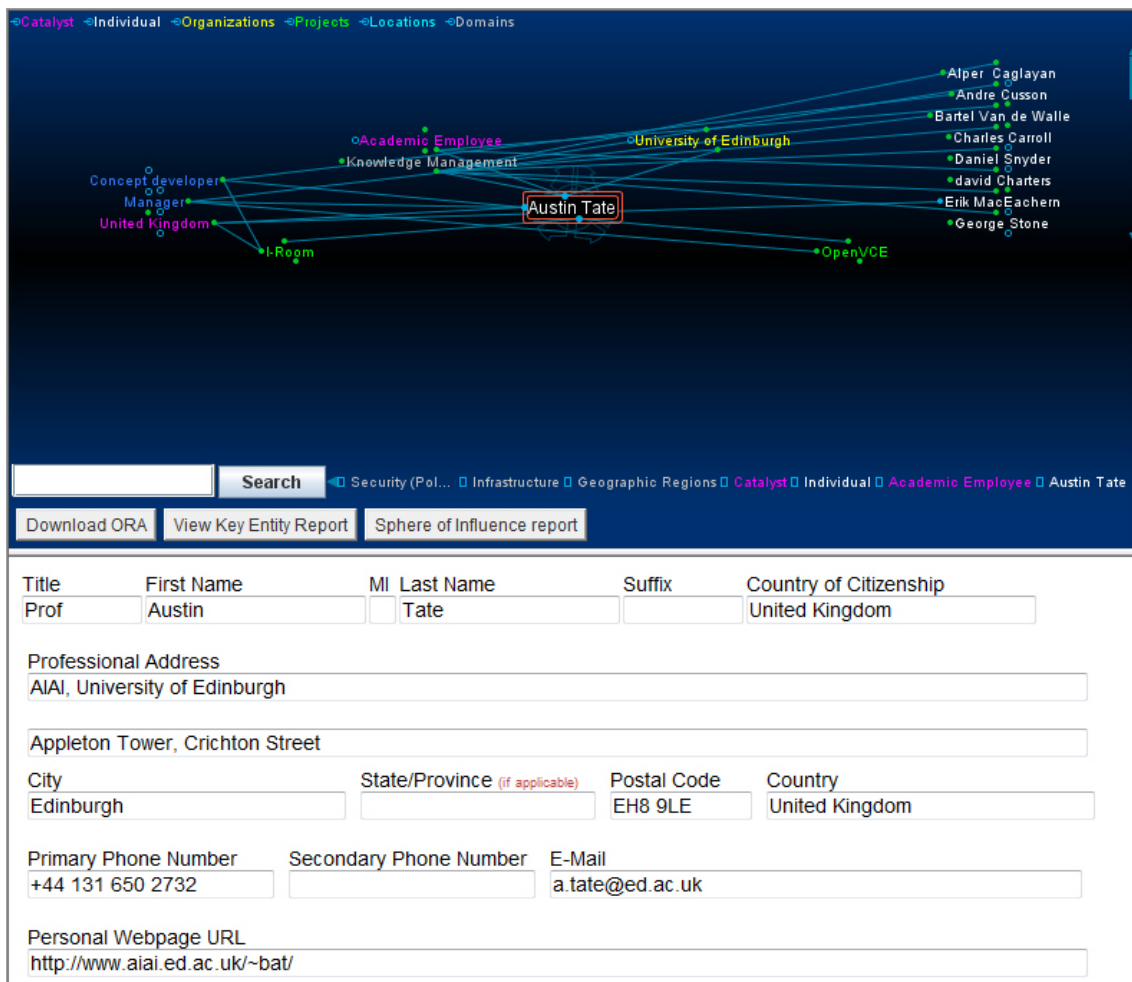 Catalyst Individual Organizations Projects Locations Domains
Alper Caglayan
Andre Cusson
Bartel Van de Walle
Academic Employee University of Edinburgh Charles Carroll
Knowledge Management Daniel Snyder
Concept developer david Charters
Manager Austin Tate Erik MacEachern
United Kingdom George Stone
I-Room OpenVCE
Search Security (Pol... Infrastructure Geographic Regions Catalyst Individual Academic Employee Austin Tate
Download ORA View Key Entity Report Sphere of Influence report
Title First Name MI Last Name Suffix Country of Citizenship
Prof Austin Tate United Kingdom
Professional Address
AIAI, University of Edinburgh
Appleton Tower, Crichton Street
City State/Province (if applicable) Postal Code Country
Edinburgh EH8 9LE United Kingdom
Primary Phone Number Secondary Phone Number E-Mail
+44 131 650 2732 a.tate@ed.ac.uk
Personal Webpage URL
http://www.aiai.ed.ac.uk/~bat/